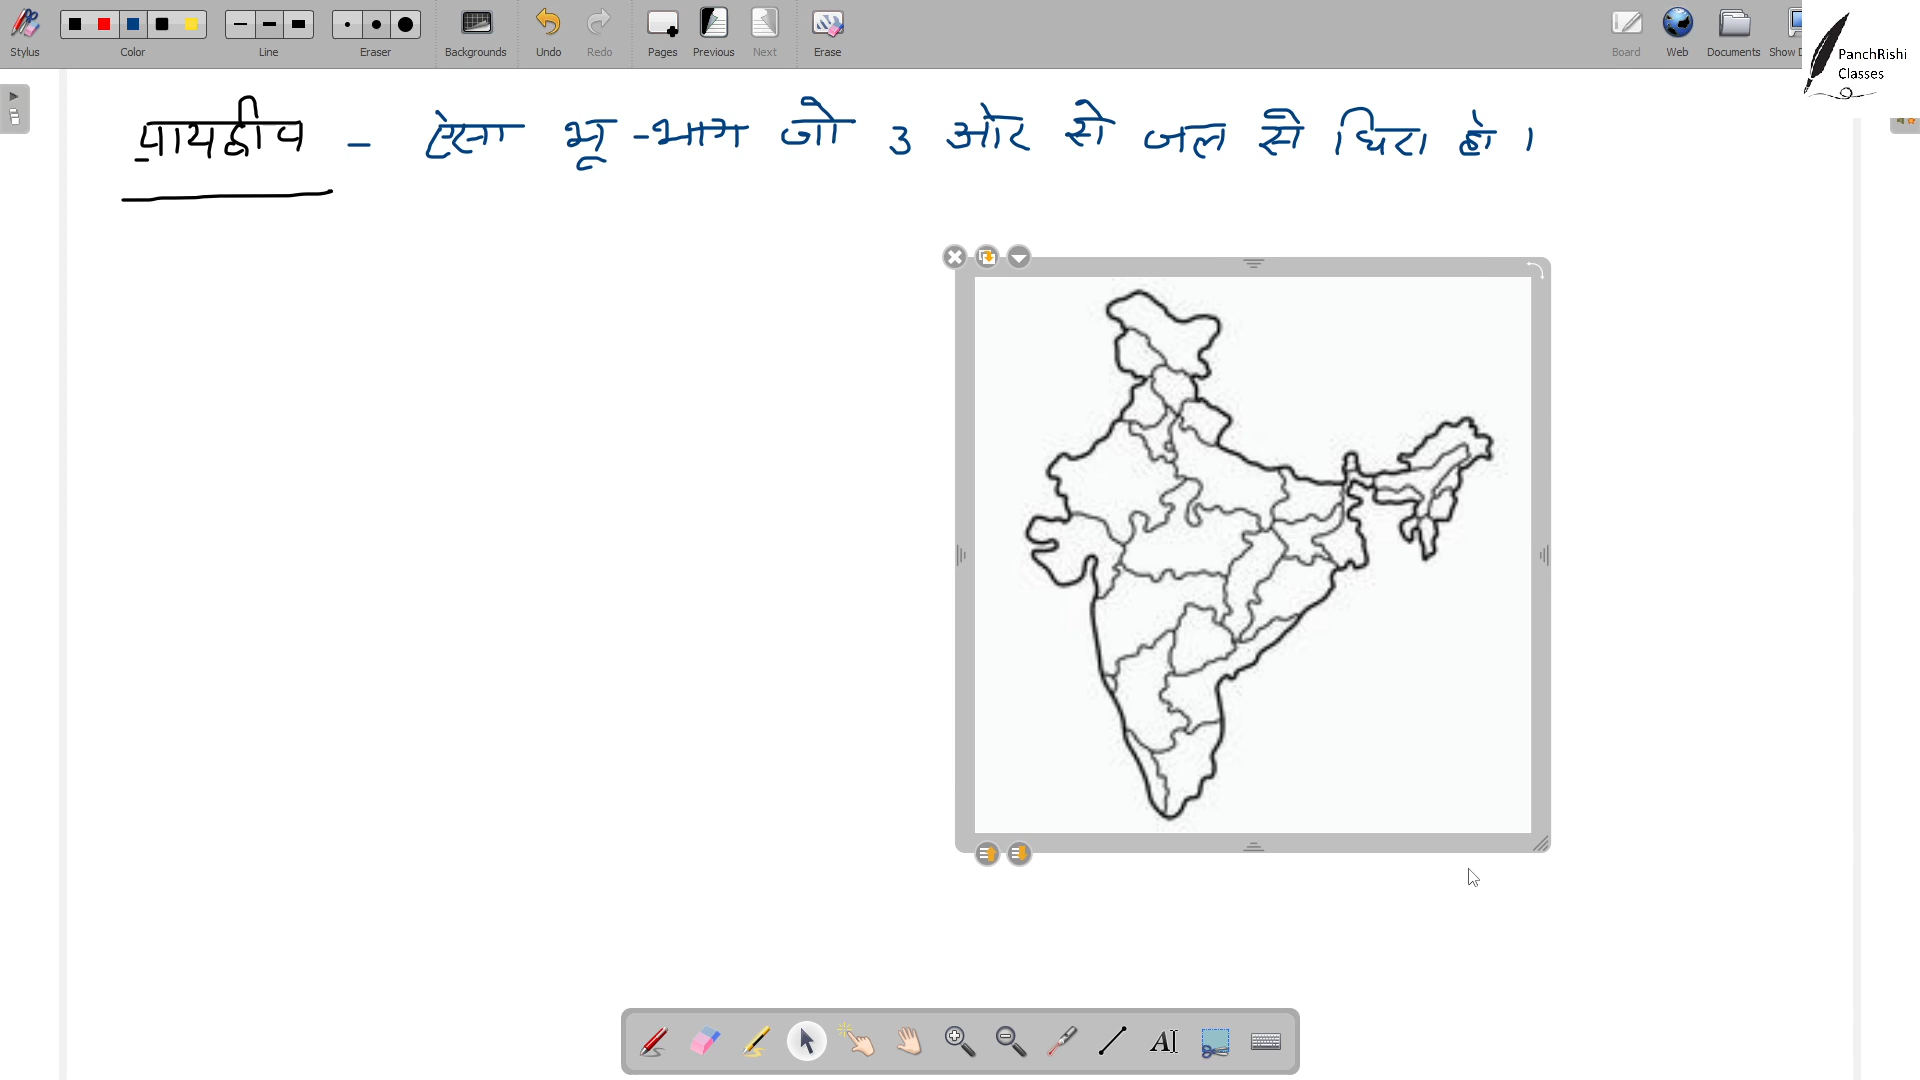 Stylus Color Line Eraser Backgrounds Undo Redo Pages Previous Next Erase Board Web Documents Show
PanchRishi
Classes
प्रायद्वीप – ऐसा भू-भाग जो 3 ओर से जल से घिरा हो।